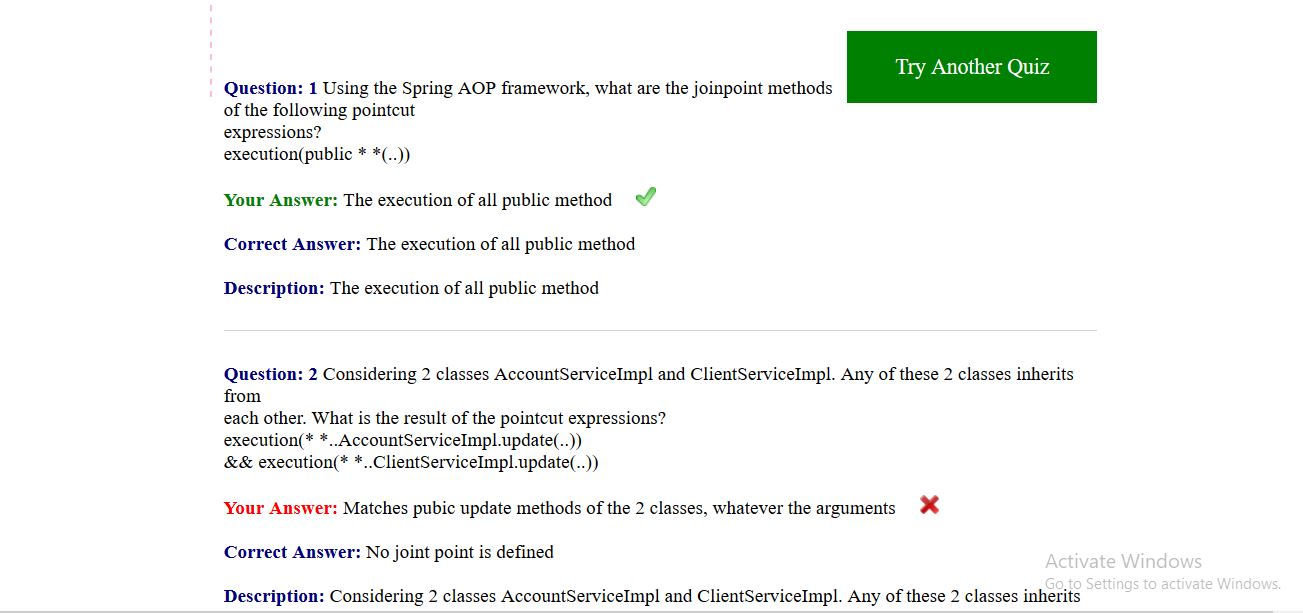 Try Another Quiz
Question: 1 Using the Spring AOP framework, what are the joinpoint methods
of the following pointcut
expressions?
execution(public * *(..))
Your Answer: The execution of all public method
Correct Answer: The execution of all public method
Description: The execution of all public method
Question: 2 Considering 2 classes AccountServiceImpl and ClientServiceImpl. Any of these 2 classes inherits
from
each other. What is the result of the pointcut expressions?
execution(* *..AccountServiceImpl.update(..))
&& execution(* *..ClientServiceImpl.update(..))
Your Answer: Matches pubic update methods of the 2 classes, whatever the arguments
Correct Answer: No joint point is defined
Activate Windows
Go to Settings to activate Windows.
Description: Considering 2 classes AccountServiceImpl and ClientServiceImpl. Any of these 2 classes inherits